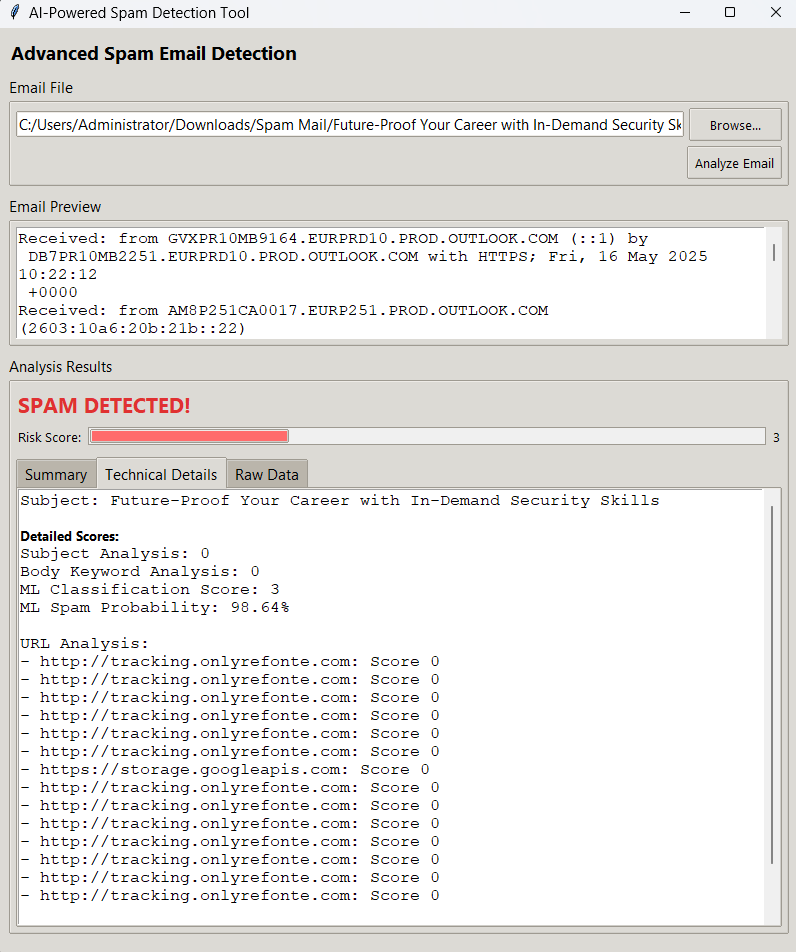 AI-Powered Spam Detection Tool
Advanced Spam Email Detection
Email File
C:/Users/Administrator/Downloads/Spam Mail/Future-Proof Your Career with In-Demand Security Sk
Browse...
Analyze Email
Email Preview
Received: from GVXPR10MB9164.EURPRD10.PROD.OUTLOOK.COM (::1) by
DB7PR10MB2251.EURPRD10.PROD.OUTLOOK.COM with HTTPS; Fri, 16 May 2025
10:22:12
+0000
Received: from AM8P251CA0017.EURP251.PROD.OUTLOOK.COM
(2603:10a6:20b:21b::22)
Analysis Results
SPAM DETECTED!
Risk Score: 3
Summary Technical Details Raw Data
Subject: Future-Proof Your Career with In-Demand Security Skills
Detailed Scores:
Subject Analysis: 0
Body Keyword Analysis: 0
ML Classification Score: 3
ML Spam Probability: 98.64%
URL Analysis:
- http://tracking.onlyrefonte.com: Score 0
- http://tracking.onlyrefonte.com: Score 0
- http://tracking.onlyrefonte.com: Score 0
- http://tracking.onlyrefonte.com: Score 0
- http://tracking.onlyrefonte.com: Score 0
- http://tracking.onlyrefonte.com: Score 0
- https://storage.googleapis.com: Score 0
- http://tracking.onlyrefonte.com: Score 0
- http://tracking.onlyrefonte.com: Score 0
- http://tracking.onlyrefonte.com: Score 0
- http://tracking.onlyrefonte.com: Score 0
- http://tracking.onlyrefonte.com: Score 0
- http://tracking.onlyrefonte.com: Score 0
- http://tracking.onlyrefonte.com: Score 0